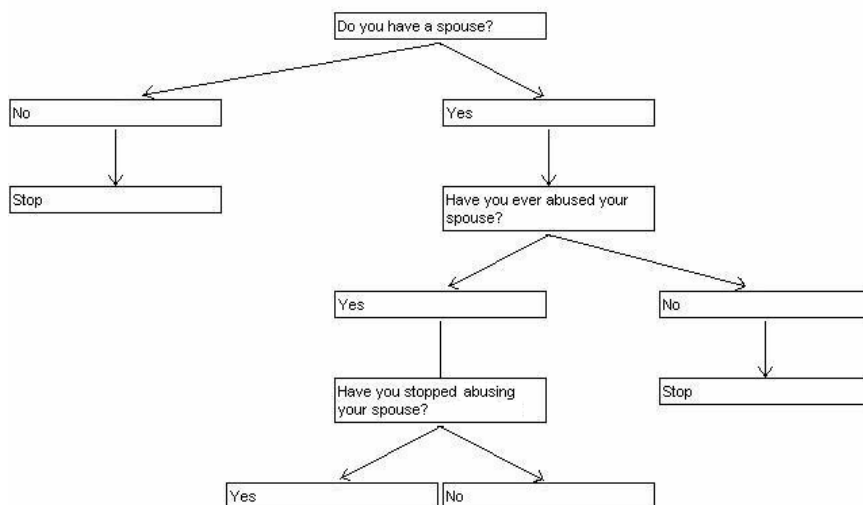 Do you have a spouse?
No
Yes
Stop
Have you ever abused your
spouse?
Yes
No
Have you stopped abusing
your spouse?
Stop
Yes
No